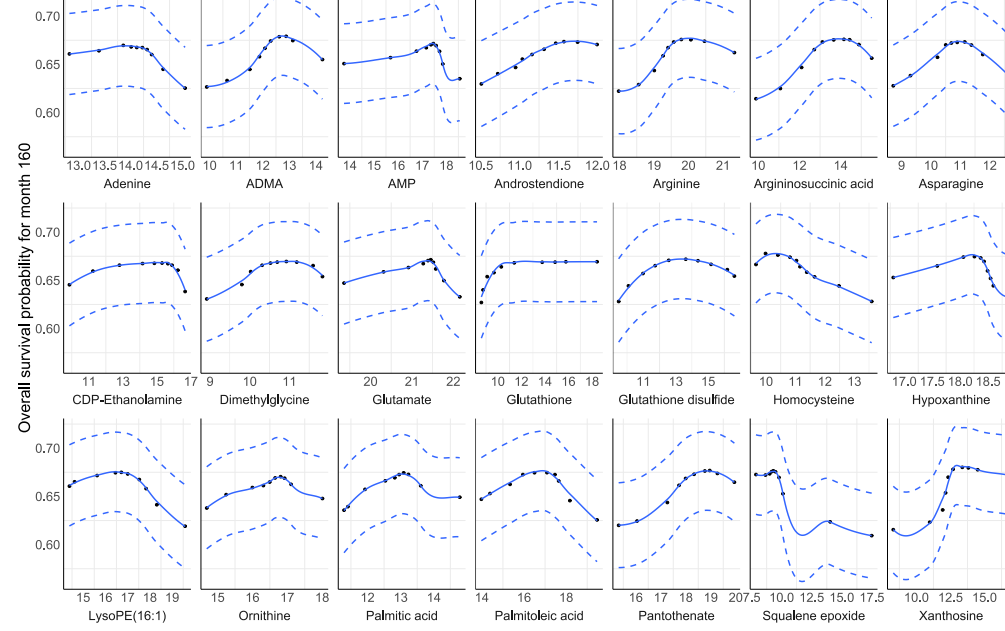 0.70
0.65
0.60
13.0 13.5 14.0 14.5 15.0
10 11 12 13 14
14 15 16 17 18
10.5 11.0 11.5 12.0
18 19 20 21
10 12 14
9 10 11 12
Adenine ADMA AMP Androstendione Arginine Argininosuccinic acid Asparagine
Overall survival probability for month 160
0.70
0.65
0.60
11 13 15 17
9 10 11
20 21 22
10 12 14 16 18
11 13 15
10 11 12 13
17.0 17.5 18.0 18.5
CDP-Ethanolamine Dimethylglycine Glutamate Glutathione Glutathione disulfide Homocysteine Hypoxanthine
0.70
0.65
0.60
15 16 17 18 19
15 16 17 18
12 13 14
14 16 18
16 17 18 19 20
7.5 10.0 12.5 15.0 17.5
10.0 12.5 15.0
LysoPE(16:1) Ornithine Palmitic acid Palmitoleic acid Pantothenate Squalene epoxide Xanthosine